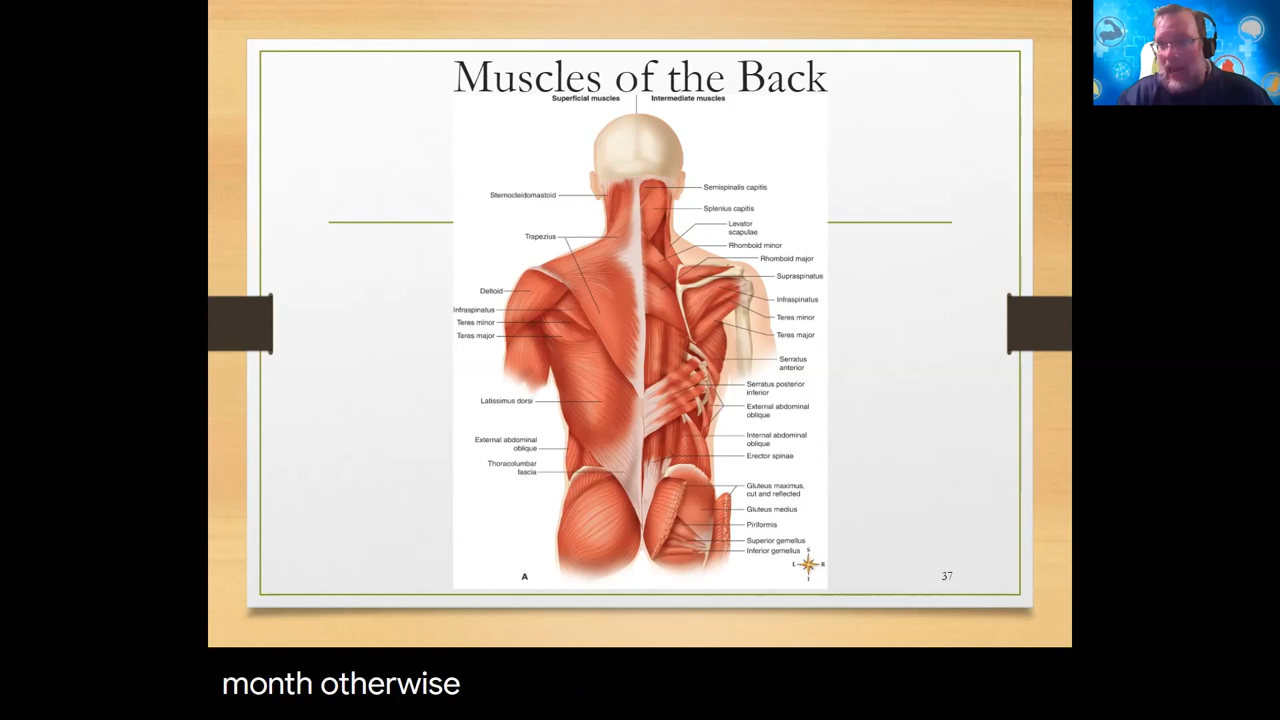 Muscles of the Back
Superficial muscles
Intermediate muscles
Sternocleidomastoid
Trapezius
Deltoid
Infraspinatus
Teres minor
Teres major
Latissimus dorsi
External abdominal
oblique
Thoracolumbar
fascia
Semispinalis capitis
Splenius capitis
Levator
scapulae
Rhomboid minor
Rhomboid major
Supraspinatus
Infraspinatus
Teres minor
Teres major
Serratus
anterior
Serratus posterior
inferior
External abdominal
oblique
Internal abdominal
oblique
Erector spinae
Gluteus maximus,
cut and reflected
Gluteus medius
Piriformis
Superior gemellus
Inferior gemellus
S
L R
I
A
37
month otherwise